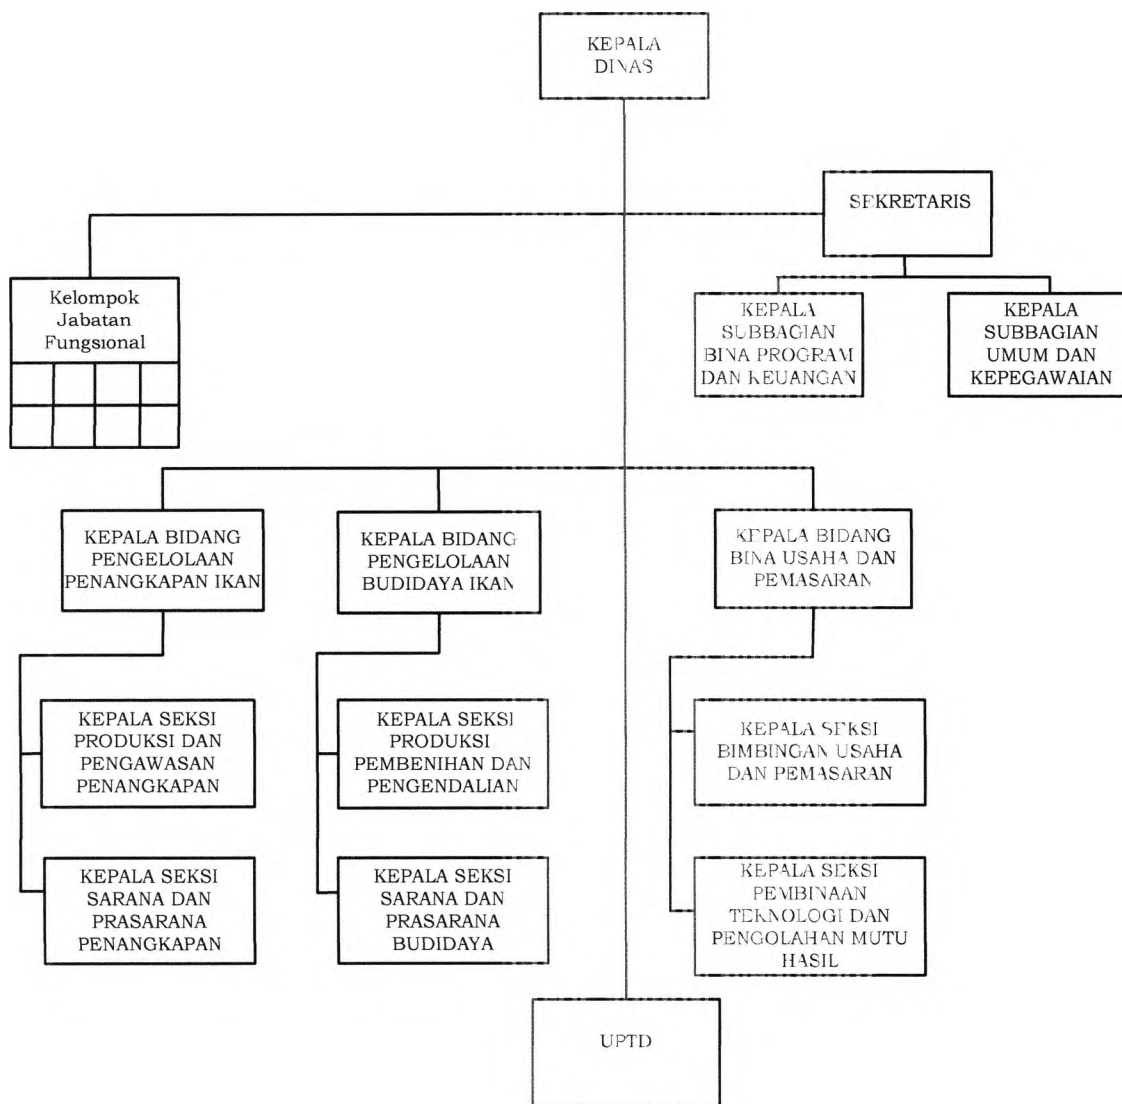 KEPALA
DINAS
SEKRETARIS
Kelompok
Jabatan
Fungsional
KEPALA
SUBBAGIAN
BINA PROGRAM
DAN KEUANGAN
KEPALA
SUBBAGIAN
UMUM DAN
KEPEGAWAIAN
KEPALA BIDANG
PENGELOLAAN
PENANGKAPAN IKAN
KEPALA BIDANG
PENGELOLAAN
BUDIDAYA IKAN
KEPALA BIDANG
BINA USAHA DAN
PEMASARAN
KEPALA SEKSI
PRODUKSI DAN
PENGAWASAN
PENANGKAPAN
KEPALA SEKSI
PRODUKSI
PEMBENIHAN DAN
PENGENDALIAN
KEPALA SEKSI
BIMBINGAN USAHA
DAN PEMASARAN
KEPALA SEKSI
SARANA DAN
PRASARANA
PENANGKAPAN
KEPALA SEKSI
SARANA DAN
PRASARANA
BUDIDAYA
KEPALA SEKSI
PEMBINAAN
TEKNOLOGI DAN
PENGOLAHAN MUTU
HASIL
UPTD